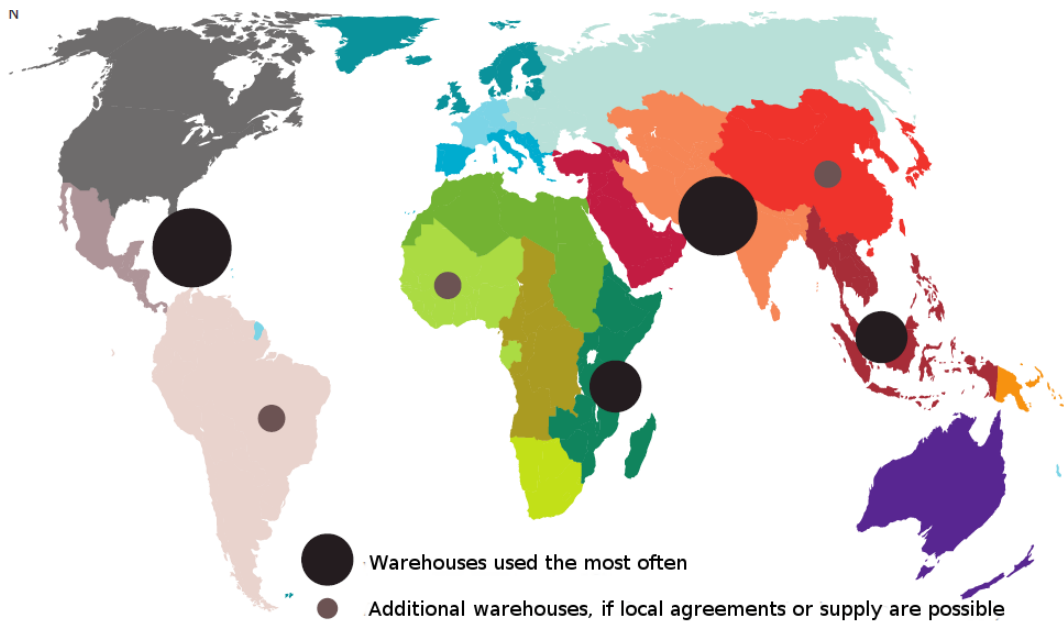 N
Warehouses used the most often
Additional warehouses, if local agreements or supply are possible